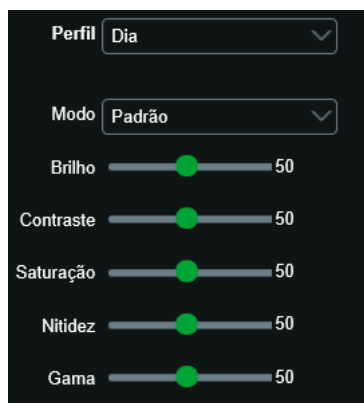 Perfil Dia
Modo Padrão
Brilho 50
Contraste 50
Saturação 50
Nitidez 50
Gama 50